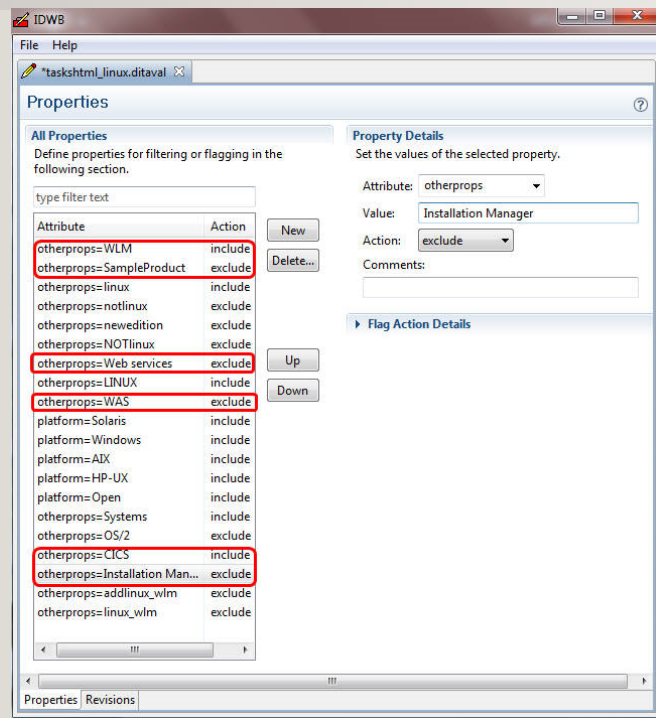 IDWB
File Help
*taskshtml_linux.ditaval
Properties
All Properties
Define properties for filtering or flagging in the
following section.
type filter text
Attribute Action
otherprops=WLM include
otherprops=SampleProduct exclude
otherprops=linux include
otherprops=notlinux exclude
otherprops=newedition exclude
otherprops=NOTlinux exclude
otherprops=Web services exclude
otherprops=LINUX include
otherprops=WAS exclude
platform=Solaris include
platform=Windows include
platform=AIX include
platform=HP-UX include
platform=Open include
otherprops=Systems include
otherprops=OS/2 exclude
otherprops=CICS include
otherprops=Installation Man... exclude
otherprops=addlinux_wlm exclude
otherprops=linux_wlm exclude
New
Delete...
Up
Down
Property Details
Set the values of the selected property.
Attribute: otherprops
Value: Installation Manager
Action: exclude
Comments:
Flag Action Details
Properties Revisions